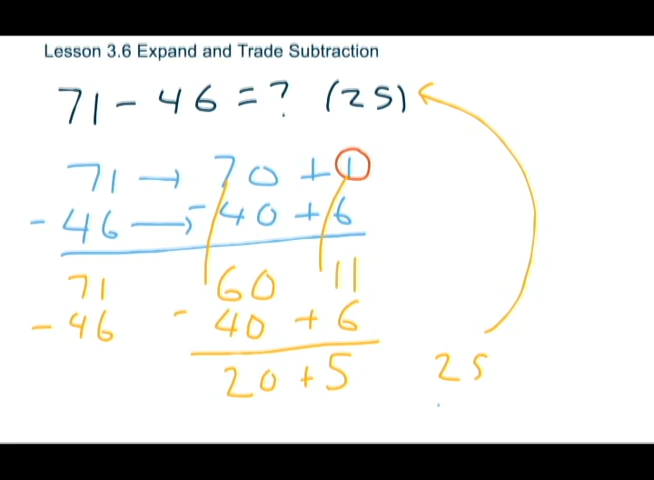 Lesson 3.6 Expand and Trade Subtraction
71 - 46 = ? (25)
71 → 70 + 1
- 46 → - 40 + 6
71 60 11
- 46 - 40 + 6
20 + 5 25